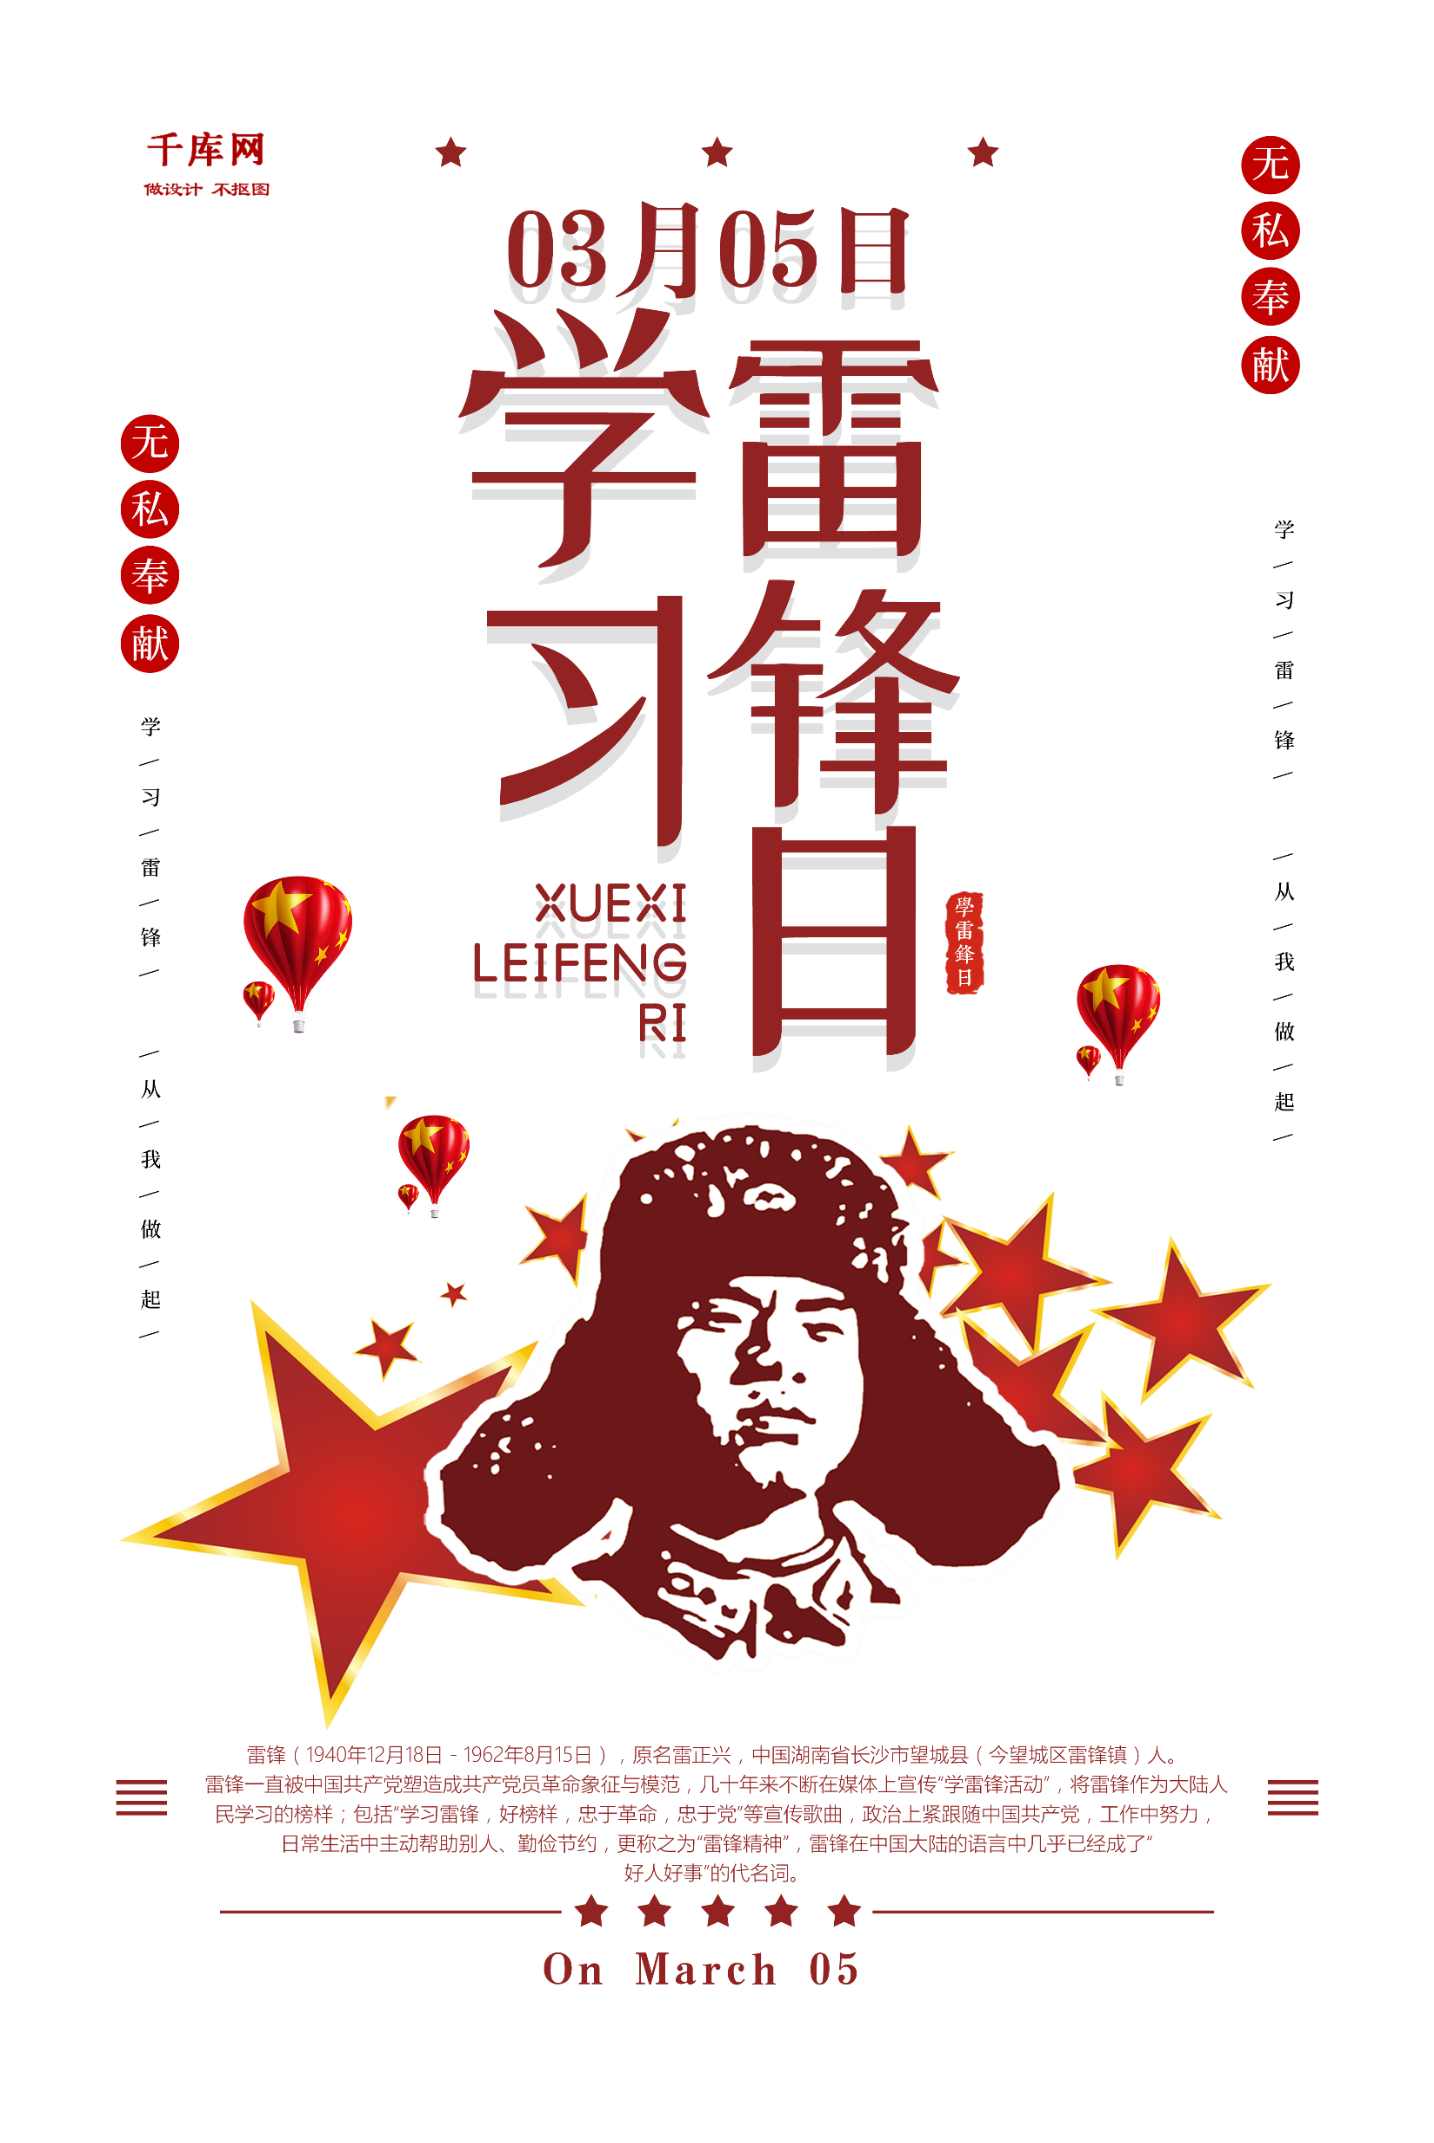 千库网
做设计 不抠图
03月05日
学习
雷锋日
XUEXI
LEIFENG
RI
學雷鋒日
无私奉献
学/习/雷/锋/
/从/我/做/起/
无私奉献
学/习/雷/锋/
/从/我/做/起/
雷锋（1940年12月18日－1962年8月15日），原名雷正兴，中国湖南省长沙市望城县（今望城区雷锋镇）人。
雷锋一直被中国共产党塑造成共产党员革命象征与模范，几十年来不断在媒体上宣传“学雷锋活动”，将雷锋作为大陆人
民学习的榜样；包括“学习雷锋，好榜样，忠于革命，忠于党”等宣传歌曲，政治上紧跟随中国共产党，工作中努力，
日常生活中主动帮助别人、勤俭节约，更称之为“雷锋精神”，雷锋在中国大陆的语言中几乎已经成了“
好人好事”的代名词。
On March 05